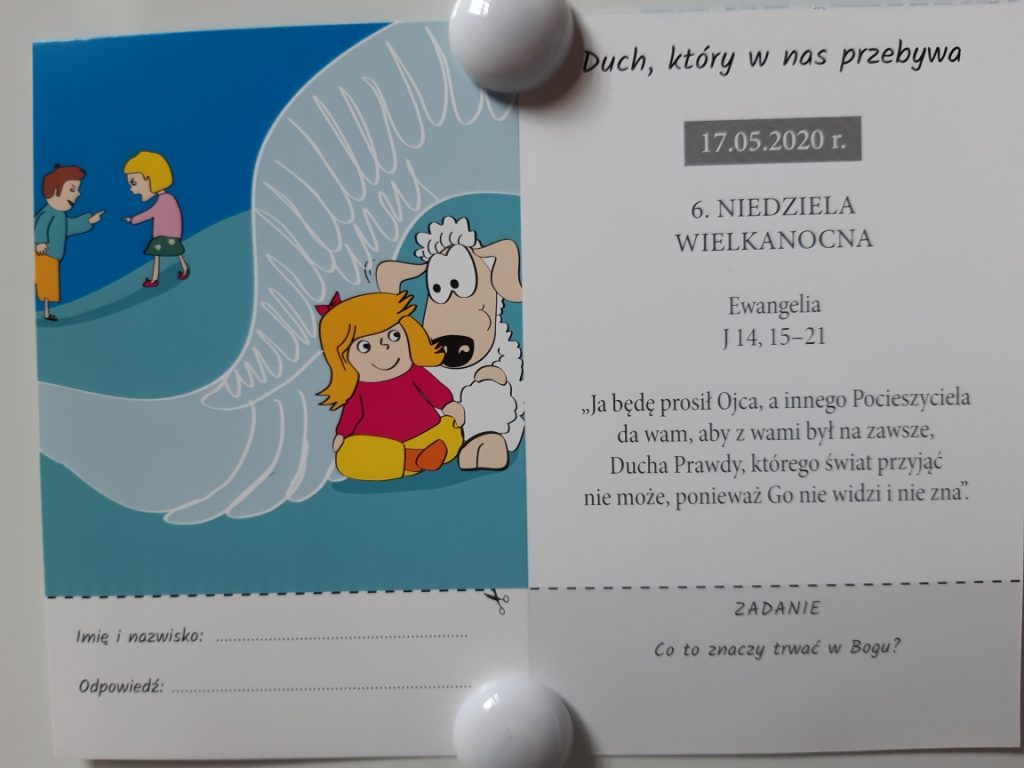 Duch, który w nas przebywa
17.05.2020 r.
6. NIEDZIELA
WIELKANOCNA
Ewangelia
J 14, 15–21
„Ja będę prosił Ojca, a innego Pocieszyciela
da wam, aby z wami był na zawsze,
Ducha Prawdy, którego świat przyjąć
nie może, ponieważ Go nie widzi i nie zna”.
Imię i nazwisko: ................................................
Odpowiedź: ................................................
ZADANIE
Co to znaczy trwać w Bogu?